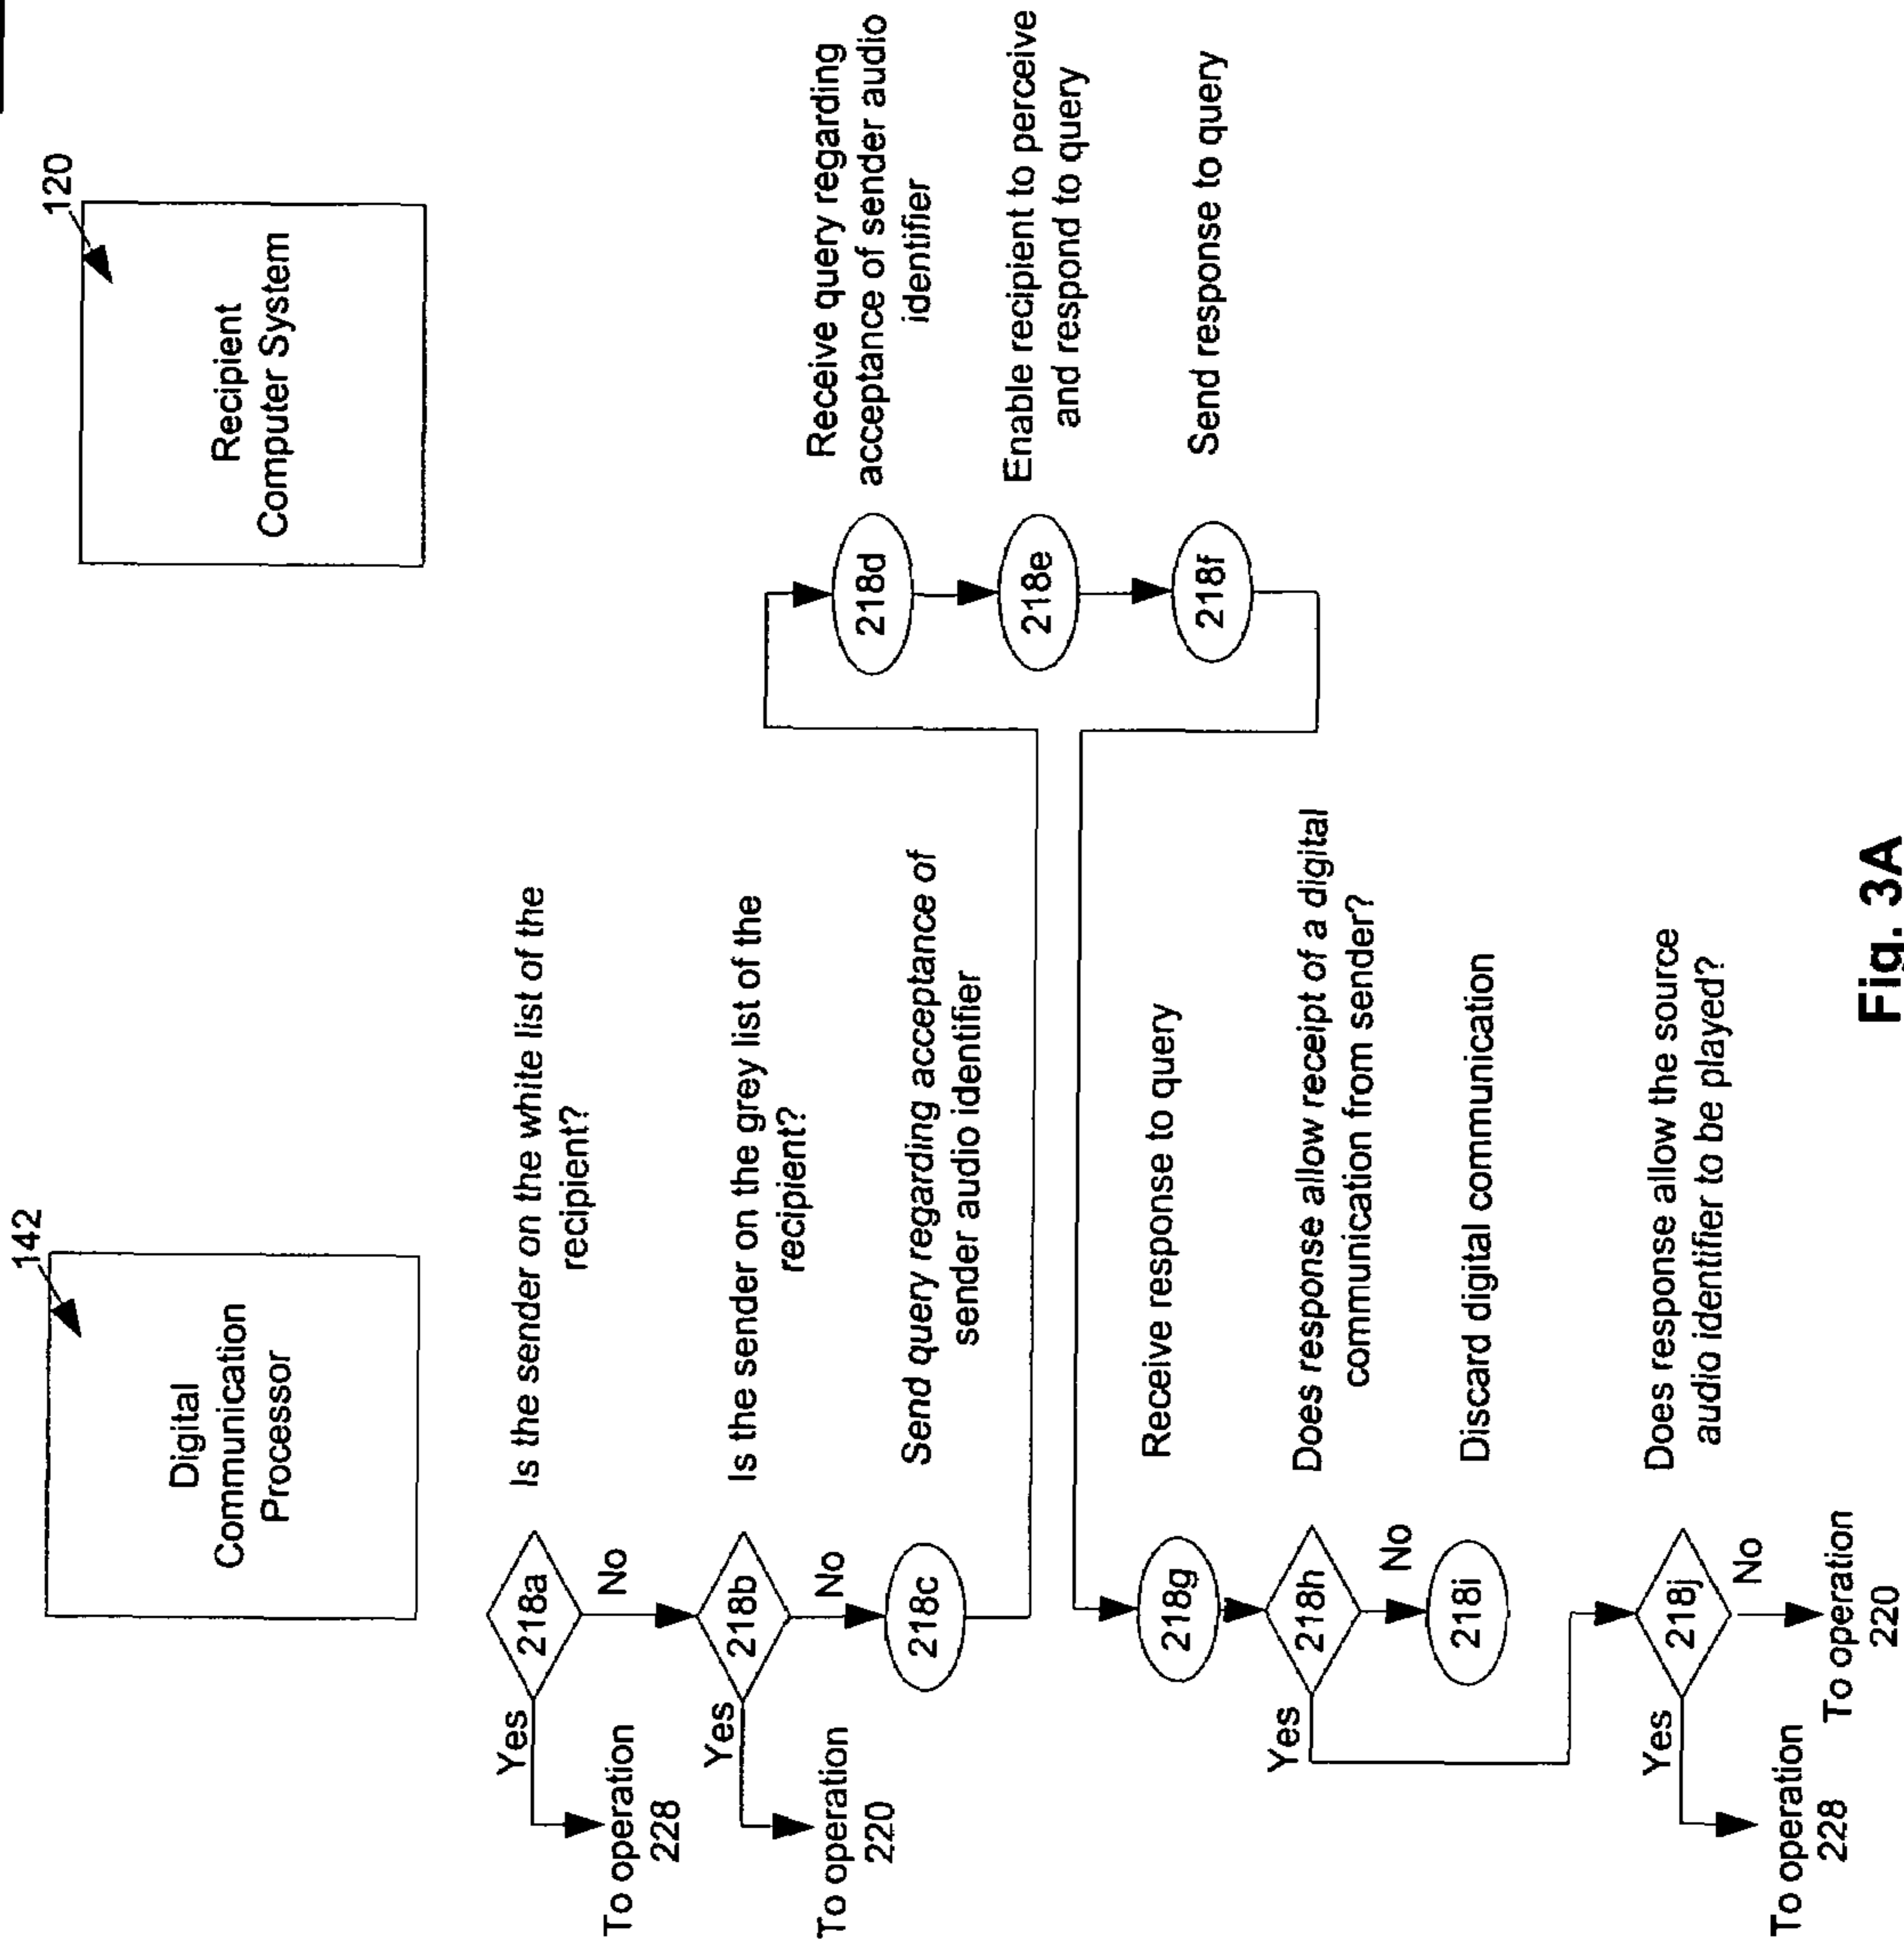 142
Digital
Communication
Processor
120
Recipient
Computer System
218a
Is the sender on the white list of the
recipient?
Yes
No
To operation
228
218b
Is the sender on the grey list of the
recipient?
Yes
No
To operation
220
218c
Send query regarding acceptance of
sender audio identifier
218d
Receive query regarding
acceptance of sender audio
identifier
218e
Enable recipient to perceive
and respond to query
218f
Send response to query
218g
Receive response to query
218h
Does response allow receipt of a digital
communication from sender?
Yes
No
218i
Discard digital communication
218j
Does response allow the source
audio identifier to be played?
Yes
No
To operation
228
To operation
220
Fig. 3A